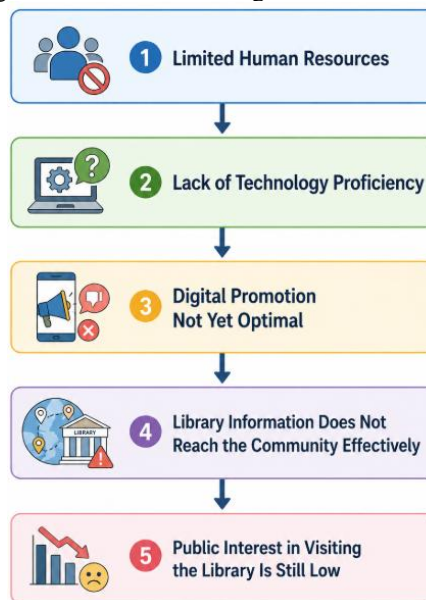 1 Limited Human Resources
2 Lack of Technology Proficiency
3 Digital Promotion
Not Yet Optimal
LIBRARY
4 Library Information Does Not
Reach the Community Effectively
5 Public Interest in Visiting
the Library Is Still Low